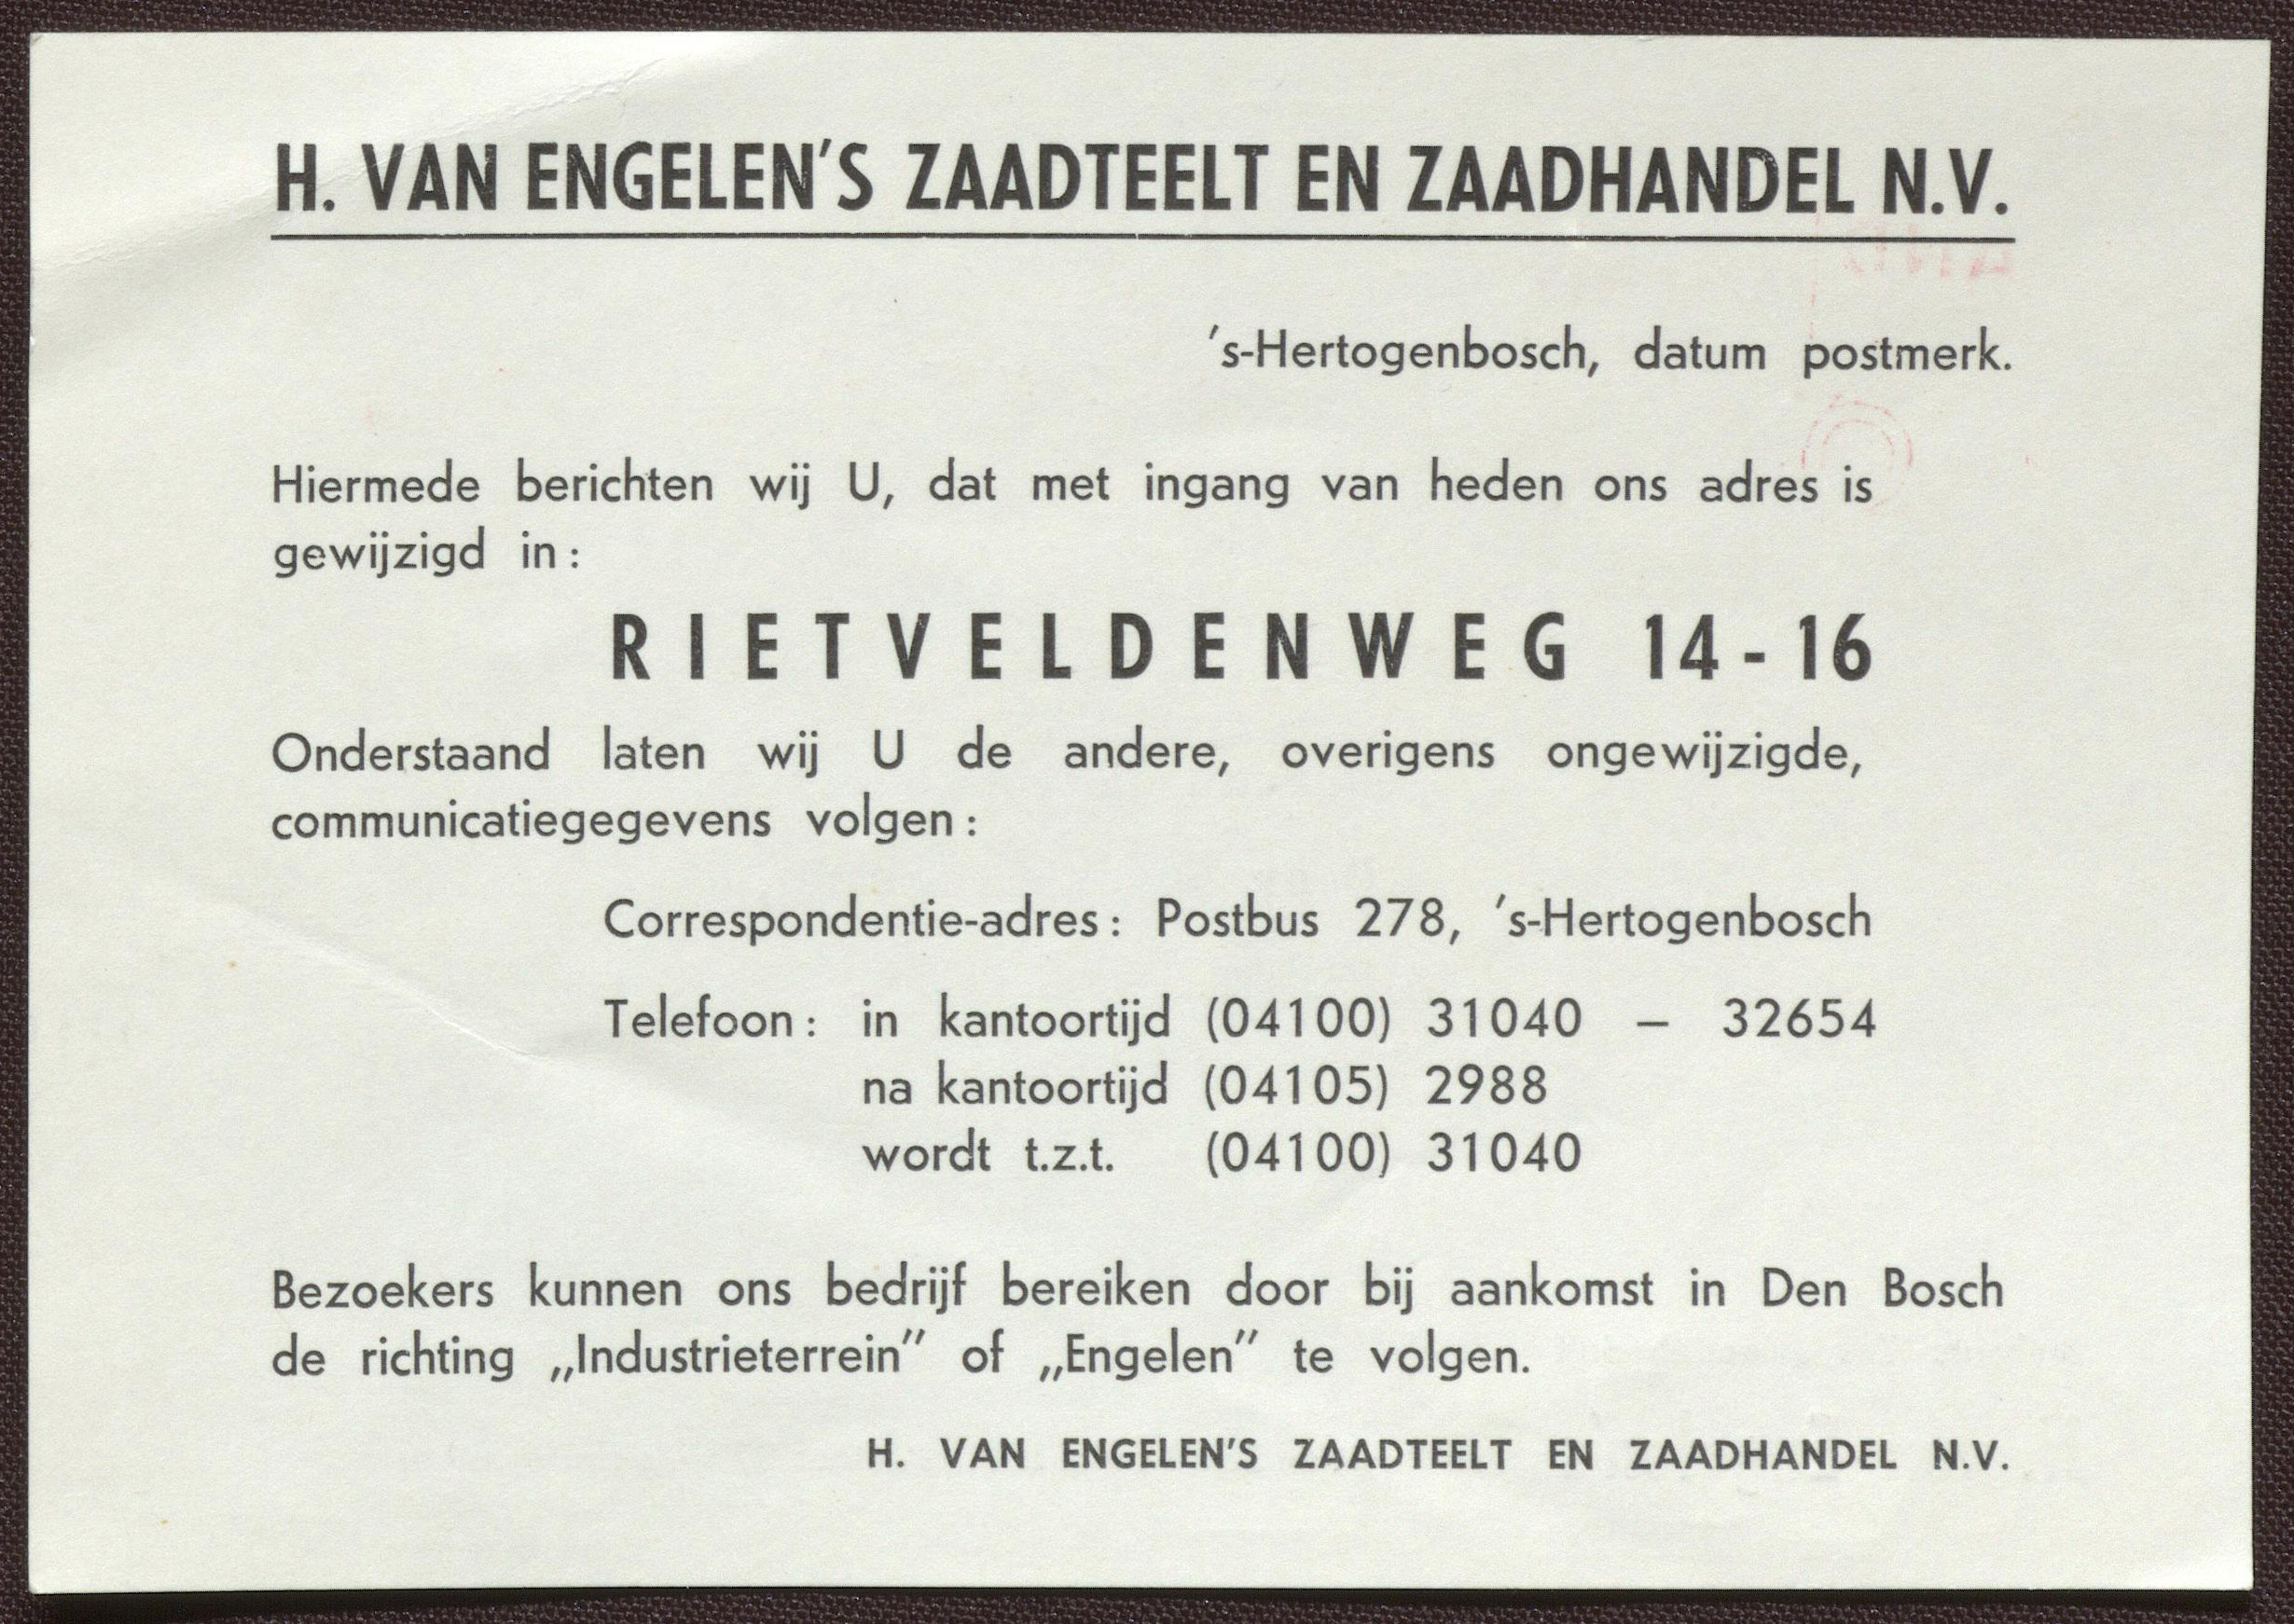 H. VAN ENGELEN'S ZAADTEELT EN ZAADHANDEL N.V.
's-Hertogenbosch, datum postmerk.
Hiermede berichten wij U, dat met ingang van heden ons adres is
gewijzigd in:
RIETVELDENWEG 14-16
Onderstaand laten wij U de andere, overigens ongewijzigde,
communicatiegegevens volgen:
Correspondentie-adres: Postbus 278, 's-Hertogenbosch
Telefoon: in kantoortijd (04100) 31040 – 32654
na kantoortijd (04105) 2988
wordt t.z.t. (04100) 31040
Bezoekers kunnen ons bedrijf bereiken door bij aankomst in Den Bosch
de richting „Industrieterrein” of „Engelen” te volgen.
H. VAN ENGELEN'S ZAADTEELT EN ZAADHANDEL N.V.